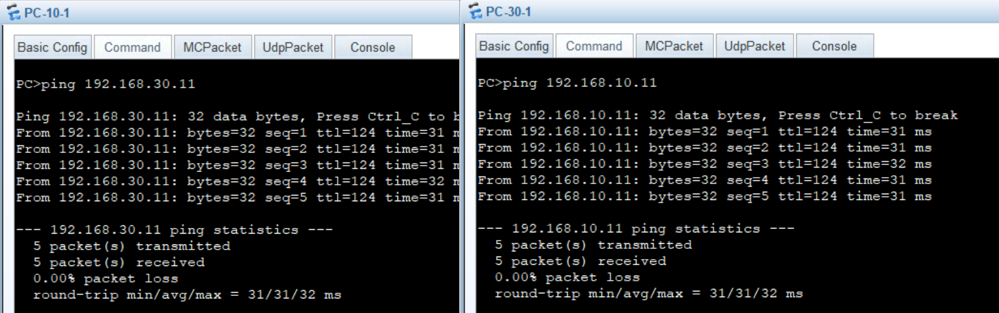 PC-10-1
Basic Config Command MCPacket UdpPacket Console
PC>ping 192.168.30.11
Ping 192.168.30.11: 32 data bytes, Press Ctrl_C to b
From 192.168.30.11: bytes=32 seq=1 ttl=124 time=31 m
From 192.168.30.11: bytes=32 seq=2 ttl=124 time=31 m
From 192.168.30.11: bytes=32 seq=3 ttl=124 time=31 m
From 192.168.30.11: bytes=32 seq=4 ttl=124 time=32 m
From 192.168.30.11: bytes=32 seq=5 ttl=124 time=31 m
--- 192.168.30.11 ping statistics ---
5 packet(s) transmitted
5 packet(s) received
0.00% packet loss
round-trip min/avg/max = 31/31/32 ms
PC-30-1
Basic Config Command MCPacket UdpPacket Console
PC>ping 192.168.10.11
Ping 192.168.10.11: 32 data bytes, Press Ctrl_C to break
From 192.168.10.11: bytes=32 seq=1 ttl=124 time=31 ms
From 192.168.10.11: bytes=32 seq=2 ttl=124 time=31 ms
From 192.168.10.11: bytes=32 seq=3 ttl=124 time=32 ms
From 192.168.10.11: bytes=32 seq=4 ttl=124 time=31 ms
From 192.168.10.11: bytes=32 seq=5 ttl=124 time=31 ms
--- 192.168.10.11 ping statistics ---
5 packet(s) transmitted
5 packet(s) received
0.00% packet loss
round-trip min/avg/max = 31/31/32 ms